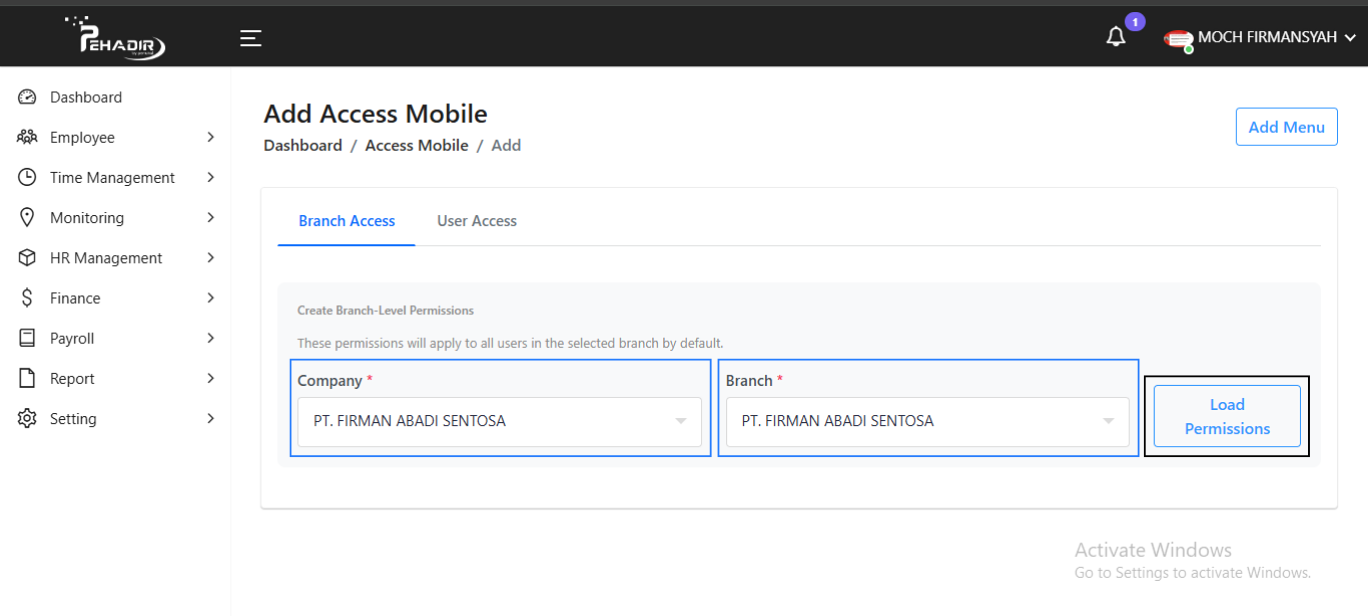 PEHADIR
1
MOCH FIRMANSYAH
Dashboard
Employee
Time Management
Monitoring
HR Management
Finance
Payroll
Report
Setting
Add Access Mobile
Dashboard / Access Mobile / Add
Add Menu
Branch Access
User Access
Create Branch-Level Permissions
These permissions will apply to all users in the selected branch by default.
Company *
PT. FIRMAN ABADI SENTOSA
Branch *
PT. FIRMAN ABADI SENTOSA
Load
Permissions
Activate Windows
Go to Settings to activate Windows.